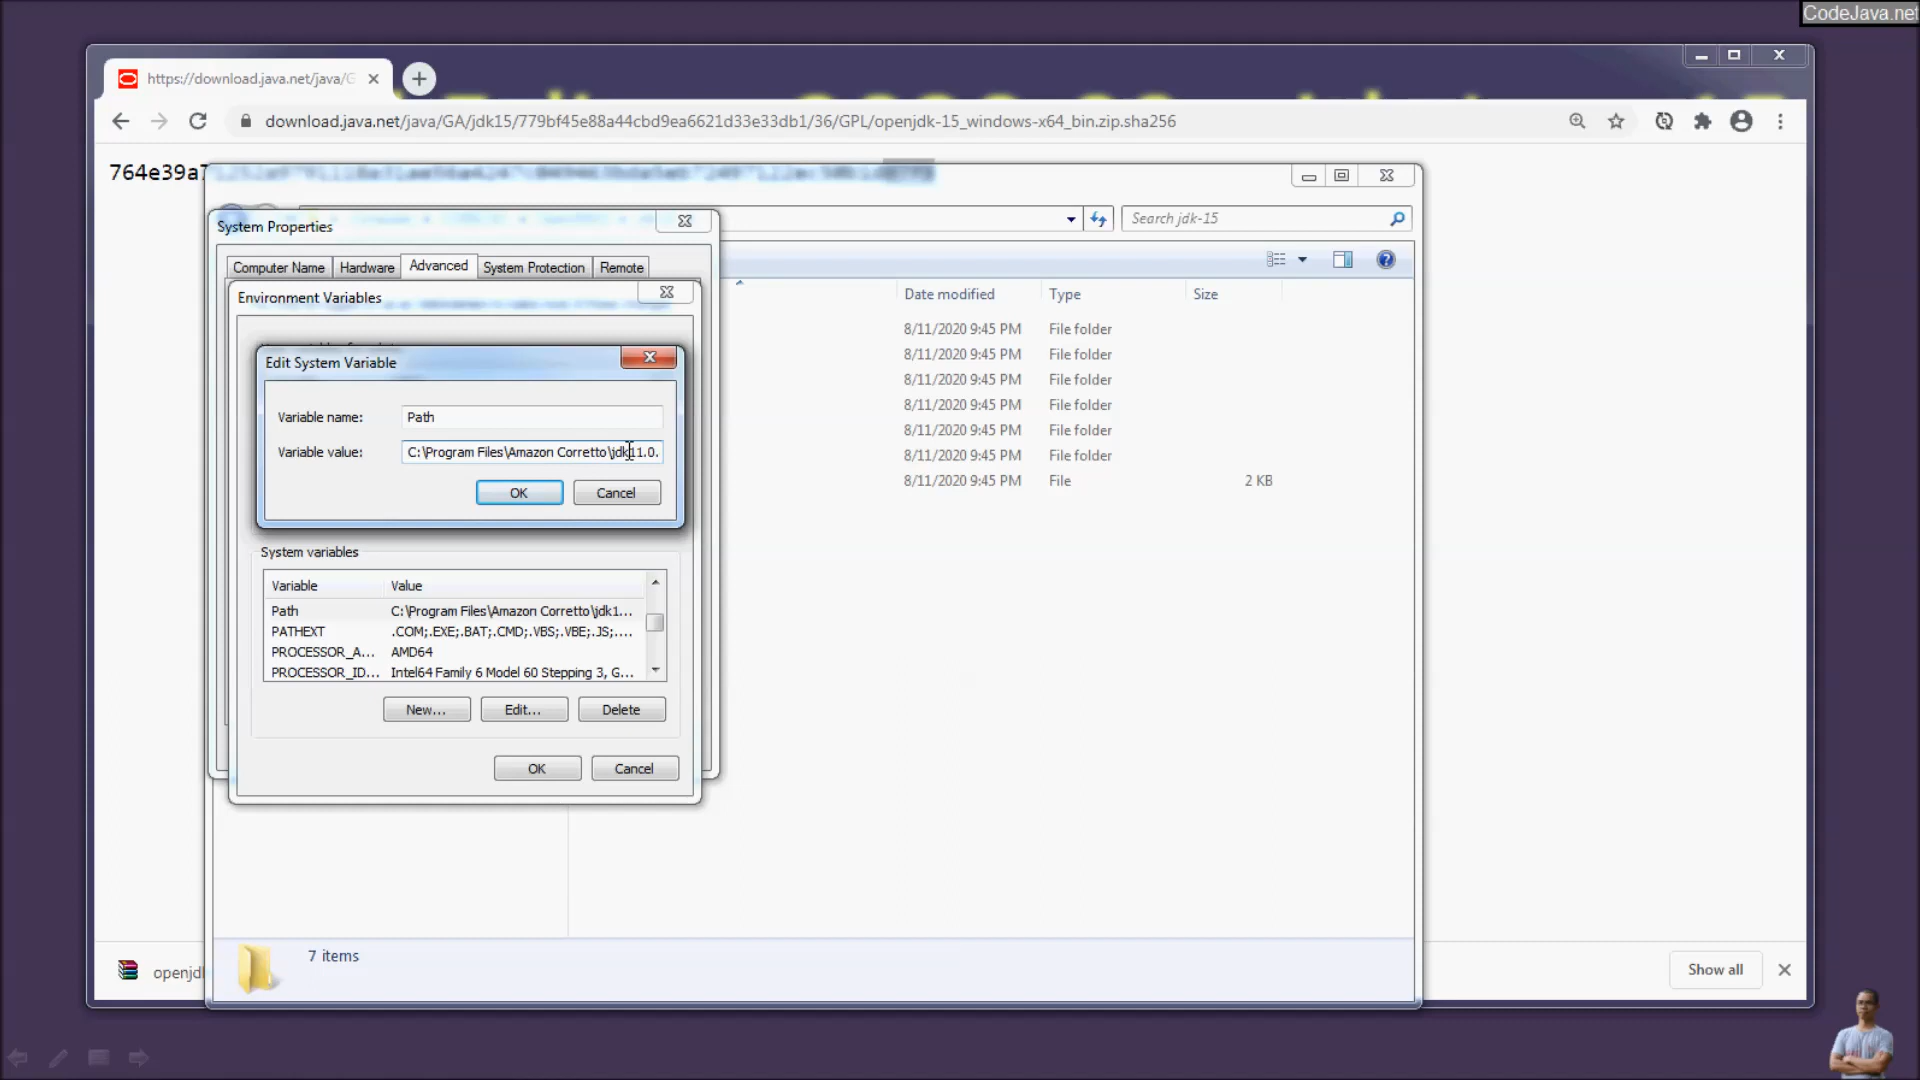 CodeJava.net
https://download.java.net/java/G
download.java.net/java/GA/jdk15/779bf45e88a44cbd9ea6621d33e33db1/36/GPL/openjdk-15_windows-x64_bin.zip.sha256
764e39a7
Search jdk-15
System Properties
Computer Name Hardware Advanced System Protection Remote
Environment Variables
Date modified Type Size
8/11/2020 9:45 PM File folder
8/11/2020 9:45 PM File folder
8/11/2020 9:45 PM File folder
8/11/2020 9:45 PM File folder
8/11/2020 9:45 PM File folder
8/11/2020 9:45 PM File folder
8/11/2020 9:45 PM File 2 KB
Edit System Variable
Variable name: Path
Variable value: C:\Program Files\Amazon Corretto\jdk11.0.
OK Cancel
System variables
Variable Value
Path C:\Program Files\Amazon Corretto\jdk1...
PATHEXT .COM;.EXE;.BAT;.CMD;.VBS;.VBE;.JS;....
PROCESSOR_A... AMD64
PROCESSOR_ID... Intel64 Family 6 Model 60 Stepping 3, G...
New... Edit... Delete
OK Cancel
7 items
openjd
Show all